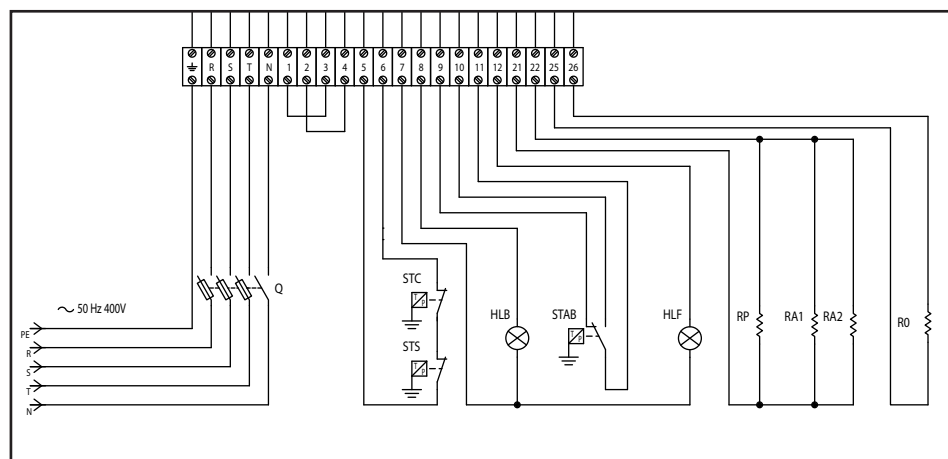 R S T N 1 2 3 4 5 6 7 8 9 10 11 12 21 22 25 26
Q
~ 50 Hz 400V
PE
R
S
T
N
STC
T P
STS
T P
HLB
STAB
T P
HLF
RP
RA1
RA2
R0